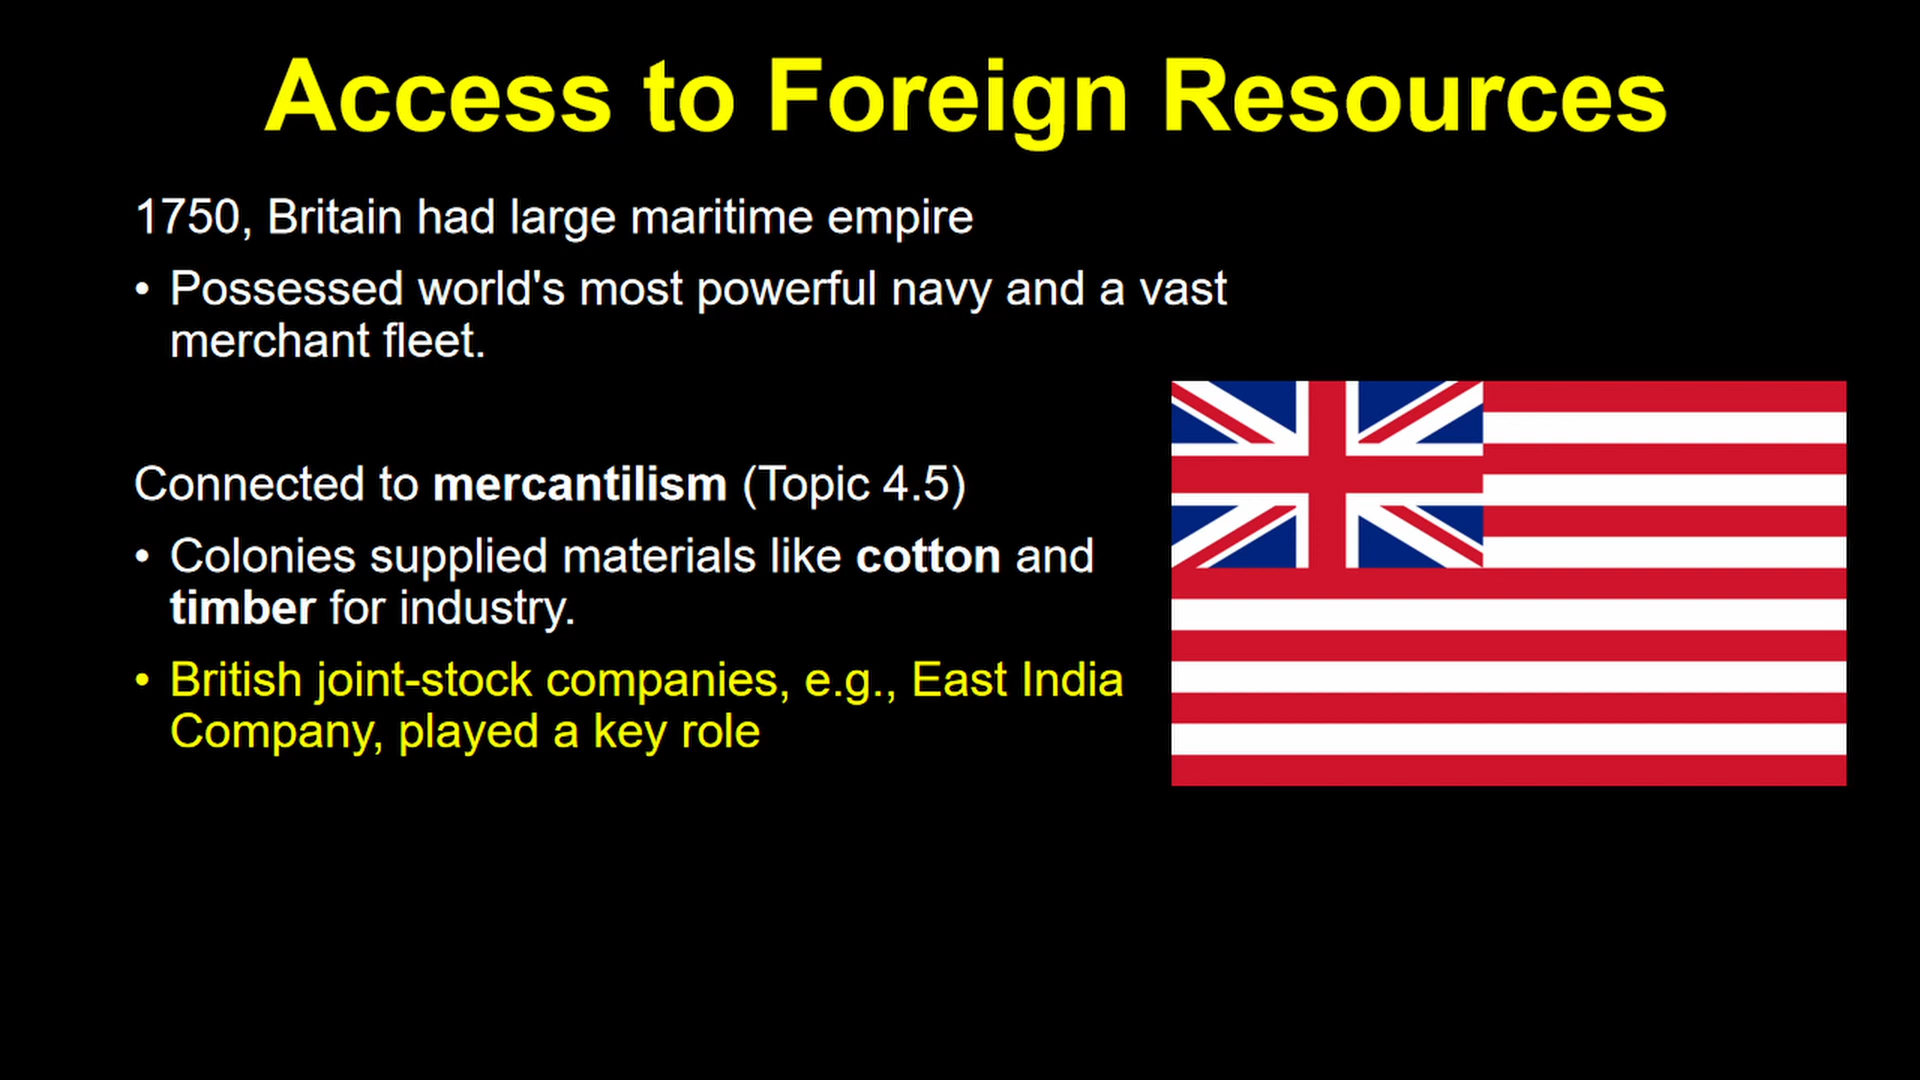 Access to Foreign Resources
1750, Britain had large maritime empire
• Possessed world's most powerful navy and a vast
merchant fleet.
Connected to mercantilism (Topic 4.5)
• Colonies supplied materials like cotton and
timber for industry.
• British joint-stock companies, e.g., East India
Company, played a key role